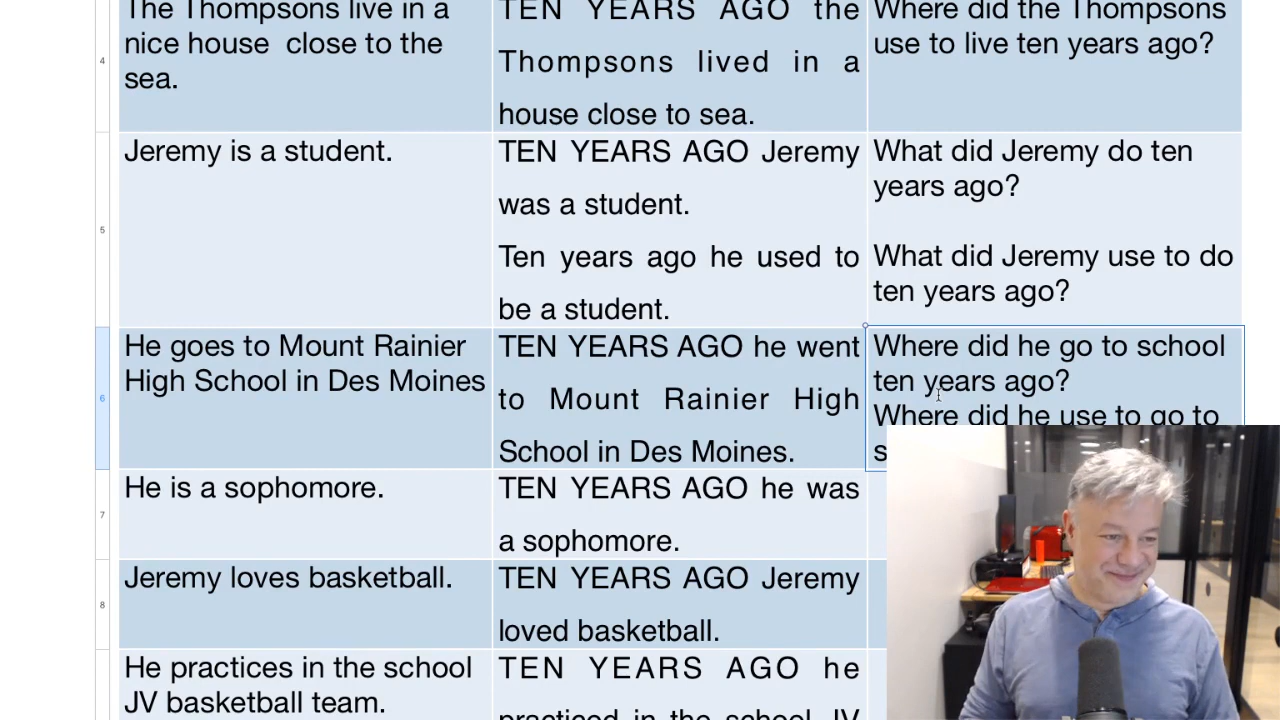 4
The Thompsons live in a
nice house  close to the
sea.
TEN YEARS AGO the
Thompsons lived in a
house close to sea.
Where did the Thompsons
use to live ten years ago?
5
Jeremy is a student.
TEN YEARS AGO Jeremy
was a student.
Ten years ago he used to
be a student.
What did Jeremy do ten
years ago?
What did Jeremy use to do
ten years ago?
6
He goes to Mount Rainier
High School in Des Moines
TEN YEARS AGO he went
to Mount Rainier High
School in Des Moines.
Where did he go to school
ten years ago?
Where did he use to go to
7
He is a sophomore.
TEN YEARS AGO he was
a sophomore.
8
Jeremy loves basketball.
TEN YEARS AGO Jeremy
loved basketball.
He practices in the school
JV basketball team.
TEN YEARS AGO he
practiced in the school JV